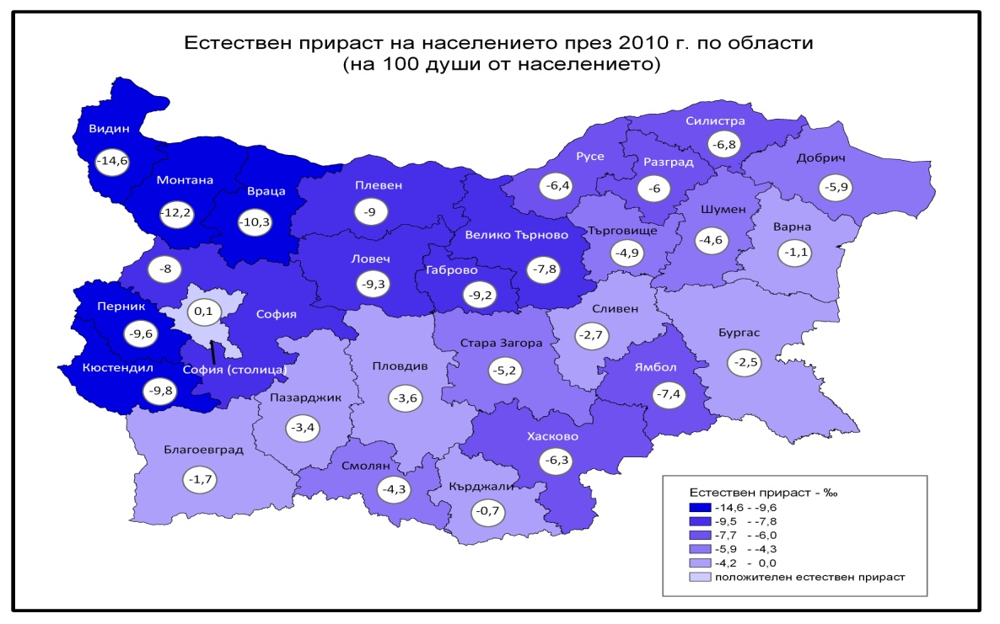 Естествен прираст на населението през 2010 г. по области
(на 100 души от населението)
Видин
-14,6
Монтана
-12,2
Враца
-10,3
Плевен
-9
Велико Търново
-7,8
Русе
-6,4
Разград
-6
Силистра
-6,8
Добрич
-5,9
Шумен
-4,6
Варна
-1,1
Търговище
-4,9
Ловеч
-9,3
Габрово
-9,2
-8
София
0,1
София (столица)
Перник
-9,6
Кюстендил
-9,8
Пазарджик
-3,4
Пловдив
-3,6
Стара Загора
-5,2
Сливен
-2,7
Бургас
-2,5
Ямбол
-7,4
Хасково
-6,3
Благоевград
-1,7
Смолян
-4,3
Кърджали
-0,7
Естествен прираст - ‰
-14,6 - -9,6
-9,5 - -7,8
-7,7 - -6,0
-5,9 - -4,3
-4,2 - 0,0
положителен естествен прираст